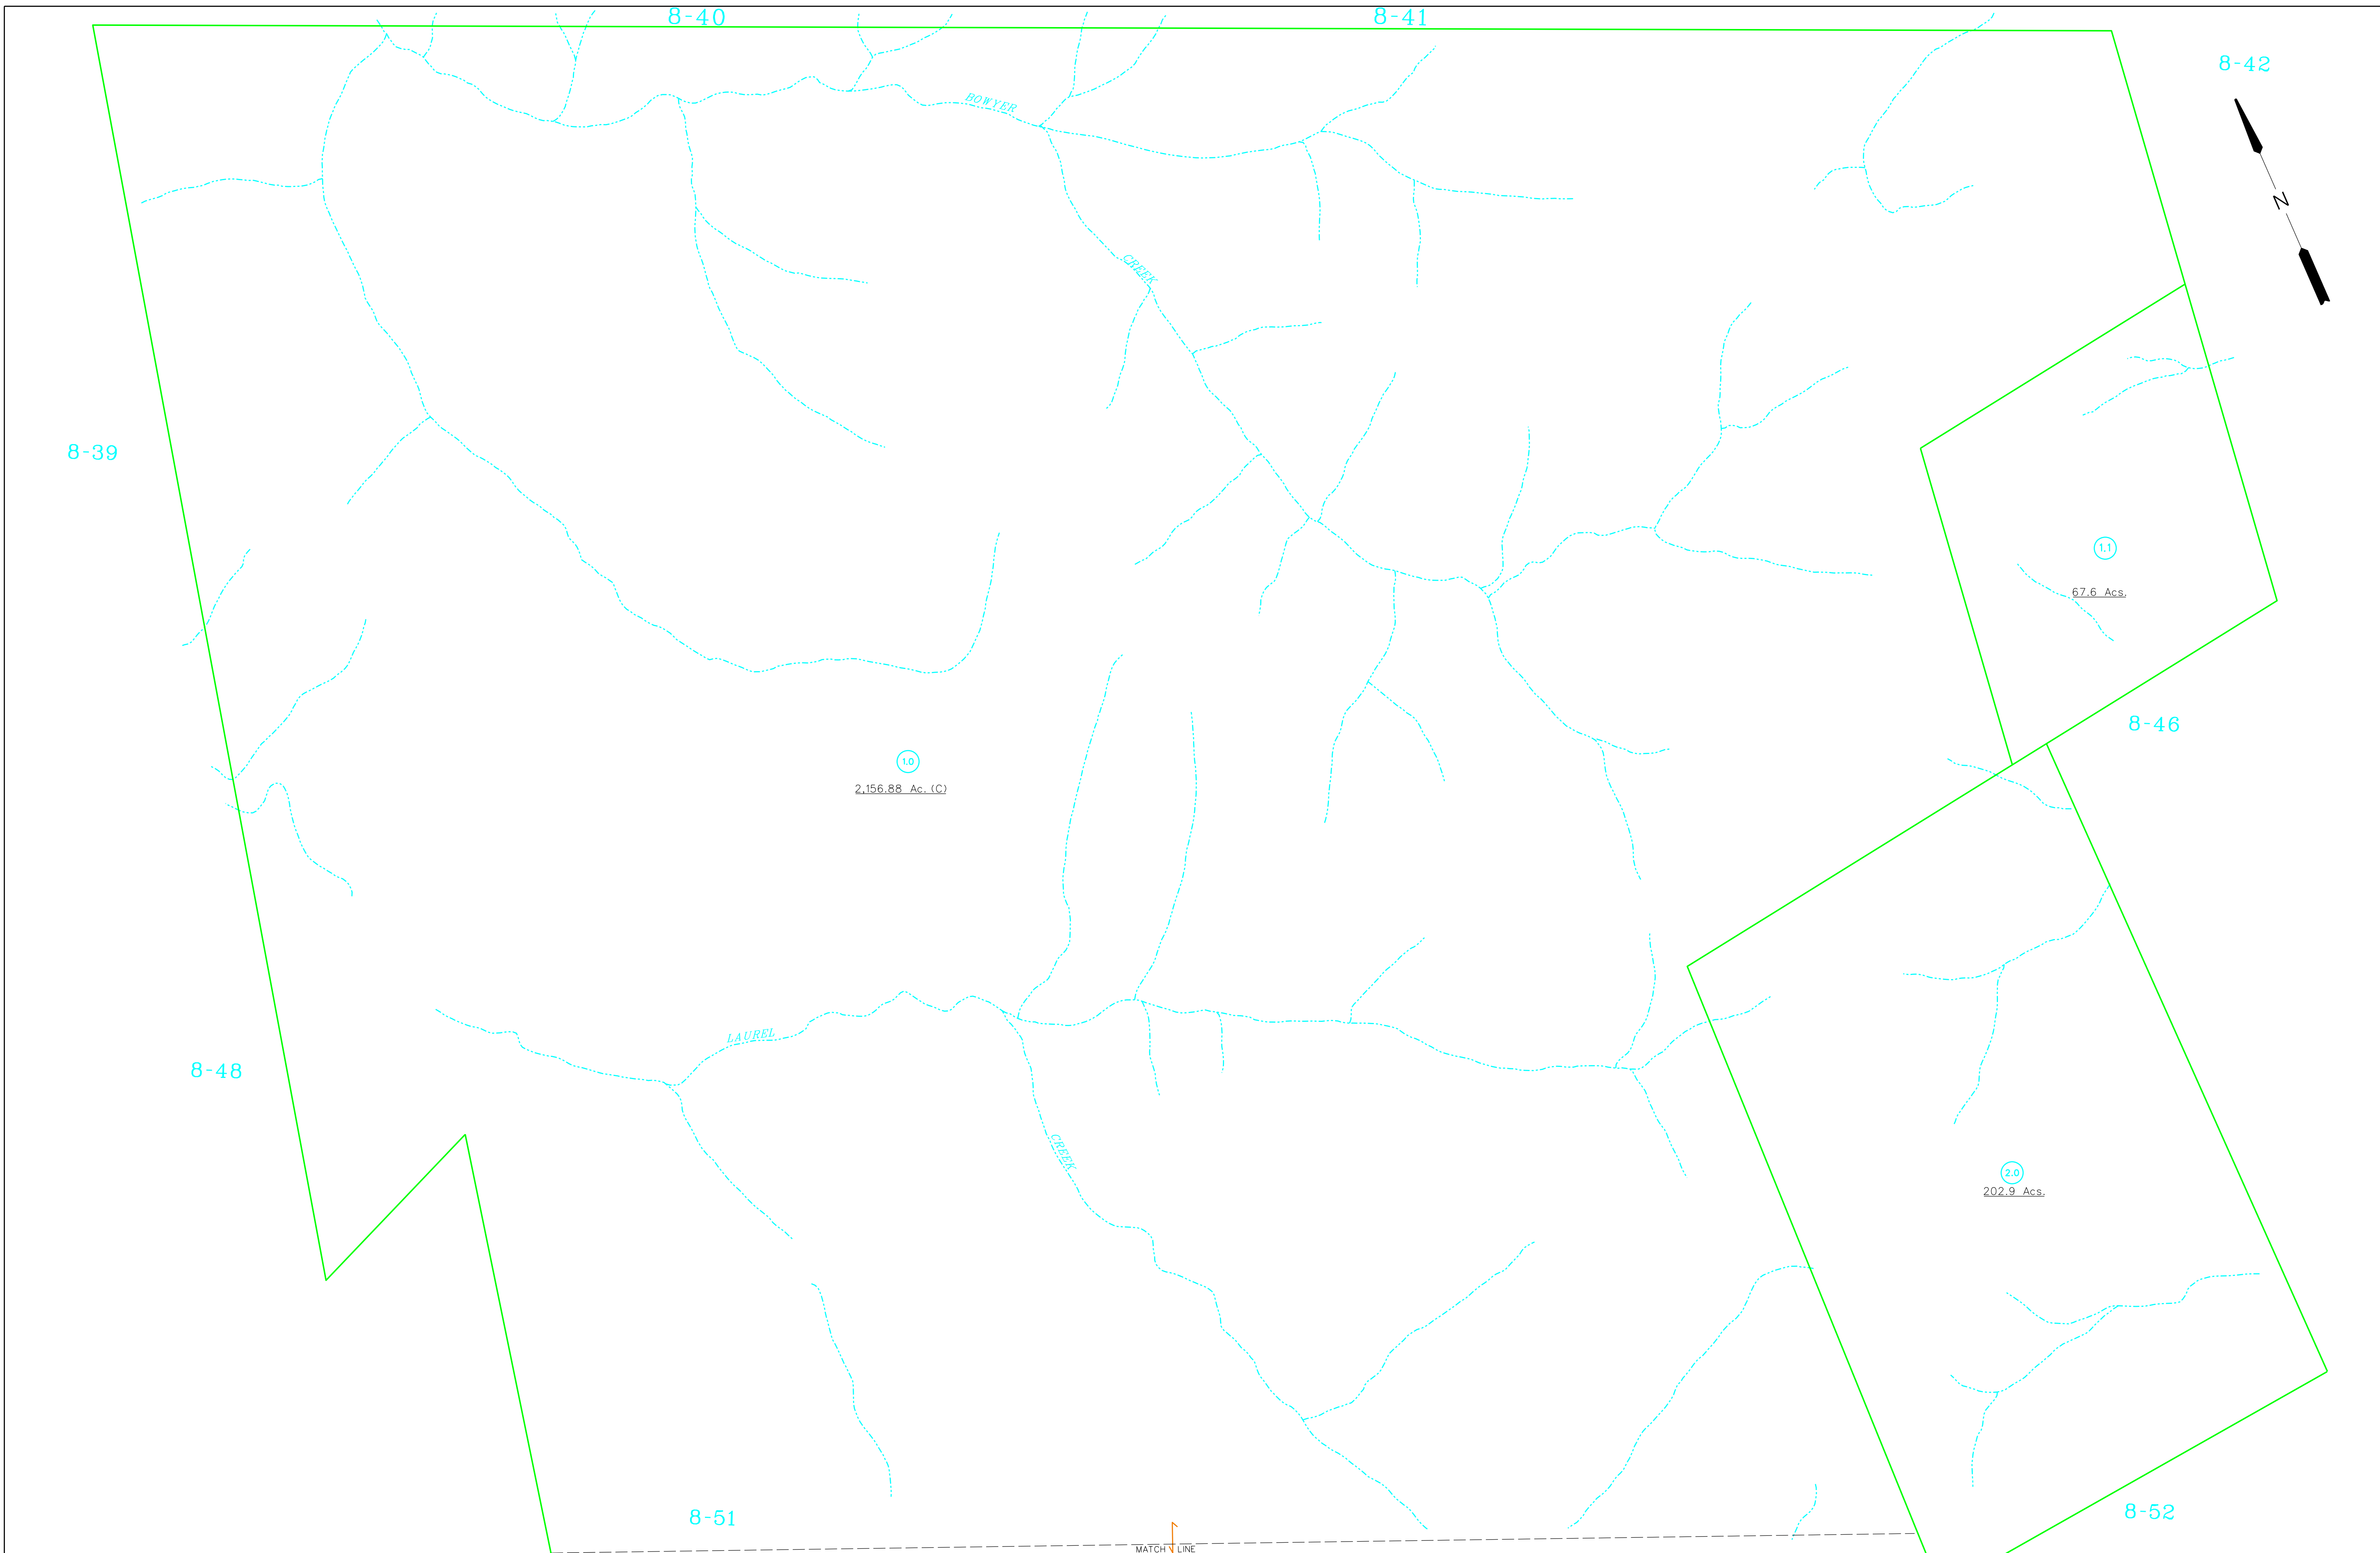 8-40
8-41
8-42
BOWYER
N
CREEK
8-39
1.1
67.6 Acs.
8-46
1.0
2,156.88 Ac. (C)
LAUREL
8-48
CREEK
2.0
202.9 Acs.
8-51
8-52
MATCH LINE